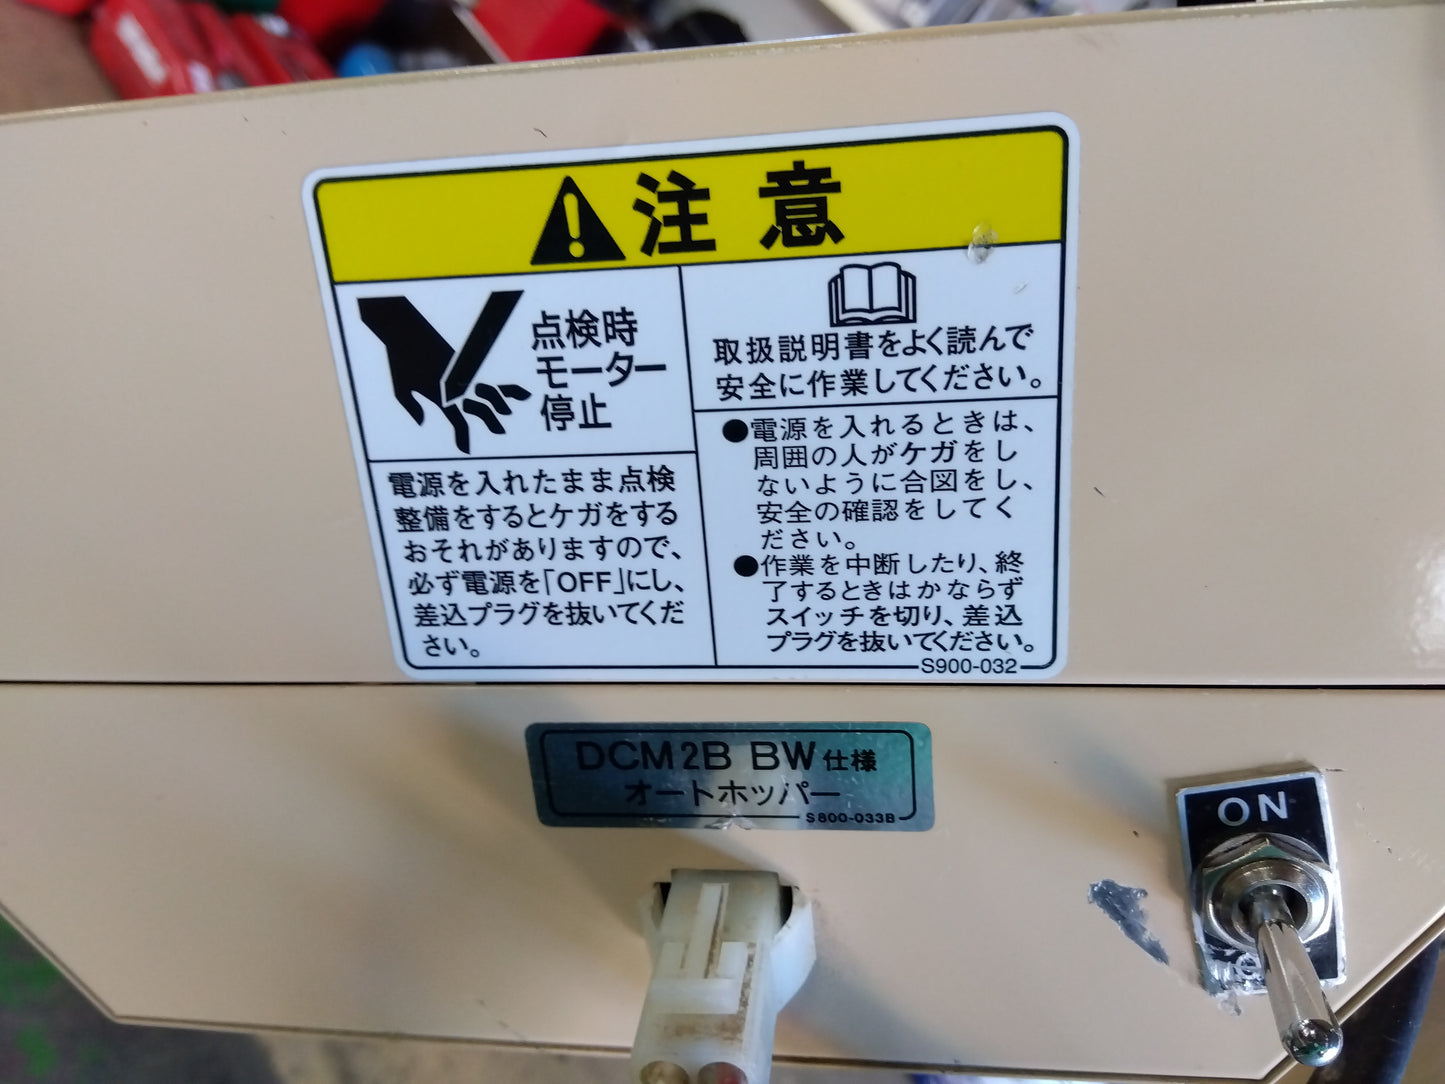 注意
点検時
モーター
停止
電源を入れたまま点検
整備をするとケガをする
おそれがありますので、
必ず電源を「OFF」にし、
差込プラグを抜いてくだ
さい。
取扱説明書をよく読んで
安全に作業してください。
●電源を入れるときは、
周囲の人がケガをし
ないように合図をし、
安全の確認をしてく
ださい。
●作業を中断したり、終
了するときはかならず
スイッチを切り、差込
プラグを抜いてください。
S900-032
DCM2B BW仕様
オートホッパー
S800-033B
ON